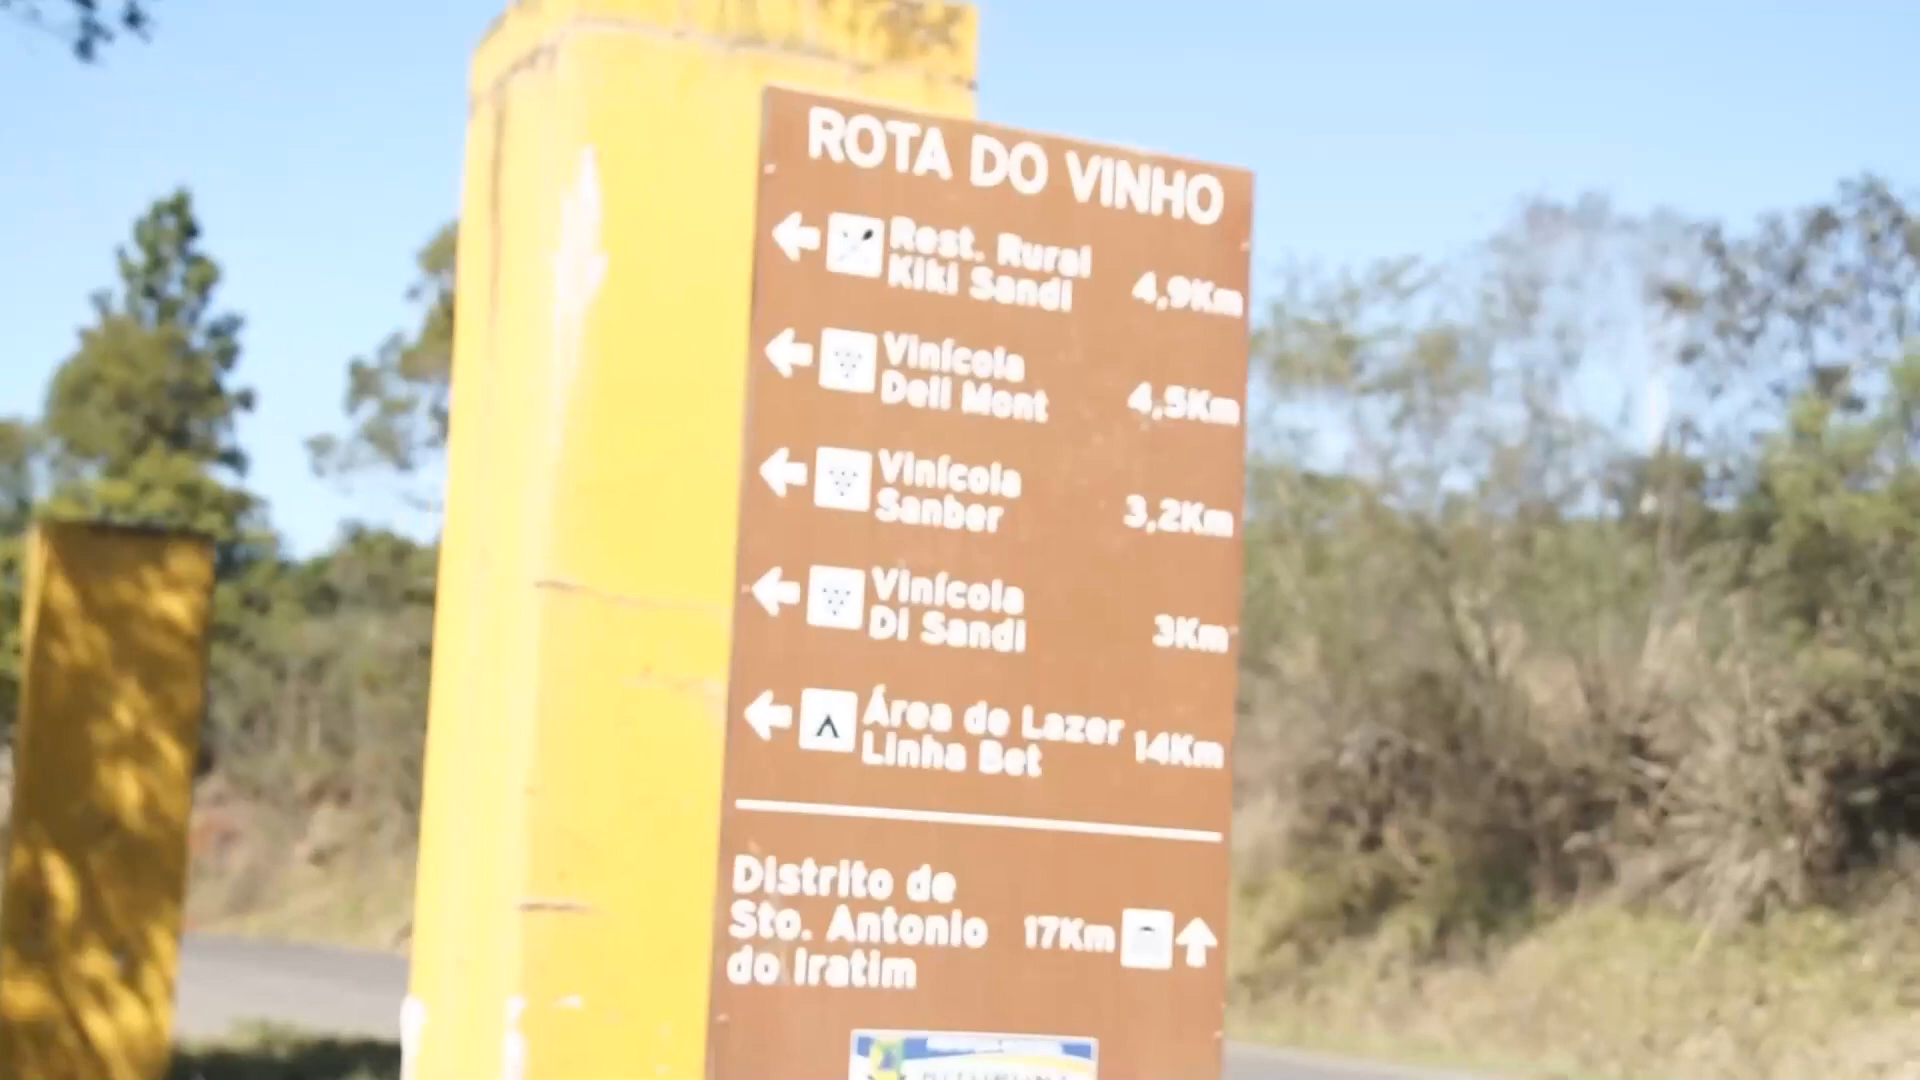 ROTA DO VINHO
Rest. Rural
Kiki Sandi 4,9Km
Vinícola
Dell Mont 4,5Km
Vinícola
Sanber 3,2Km
Vinícola
Di Sandi 3Km
Área de Lazer
Linha Bet 14Km
Distrito de
Sto. Antonio 17Km
do Iratim